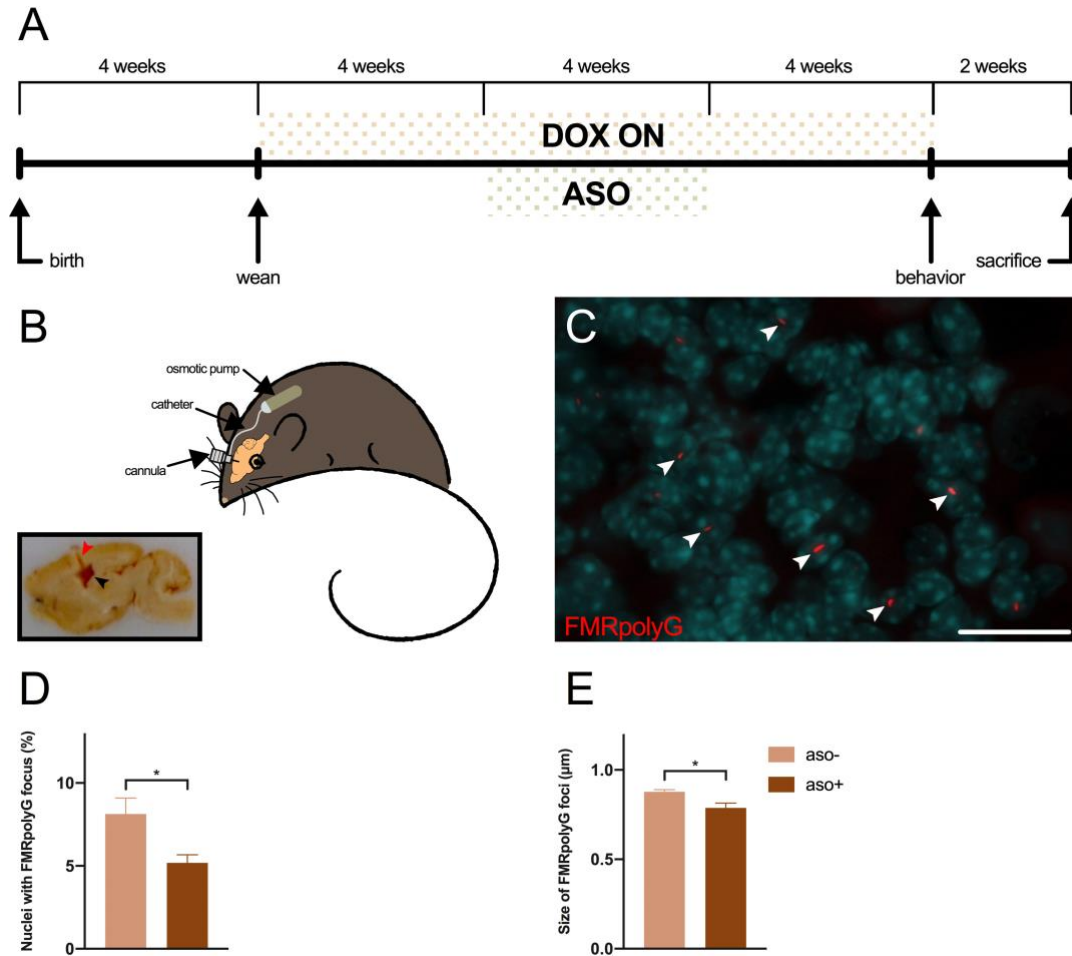 A
4 weeks 4 weeks 4 weeks 4 weeks 2 weeks
DOX ON
ASO
birth
wean
behavior
sacrifice
B
osmotic pump
catheter
cannula
C
FMRpolyG
D
Nuclei with FMRpolyG focus (%)
10
5
0
*
E
Size of FMRpolyG foci (µm)
1.0
0.5
0.0
*
aso-
aso+